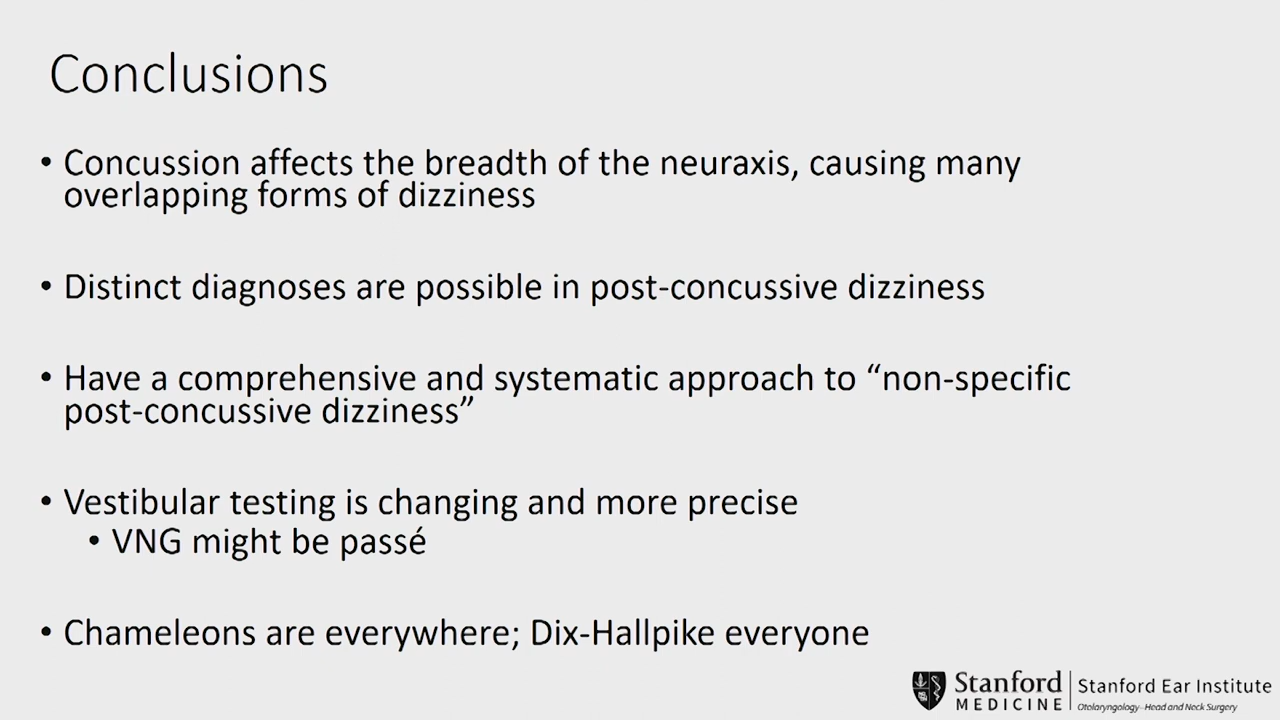 Conclusions
• Concussion affects the breadth of the neuraxis, causing many
overlapping forms of dizziness
• Distinct diagnoses are possible in post-concussive dizziness
• Have a comprehensive and systematic approach to “non-specific
post-concussive dizziness”
• Vestibular testing is changing and more precise
• VNG might be passé
• Chameleons are everywhere; Dix-Hallpike everyone
Stanford
MEDICINE
Stanford Ear Institute
Otolaryngology–Head and Neck Surgery